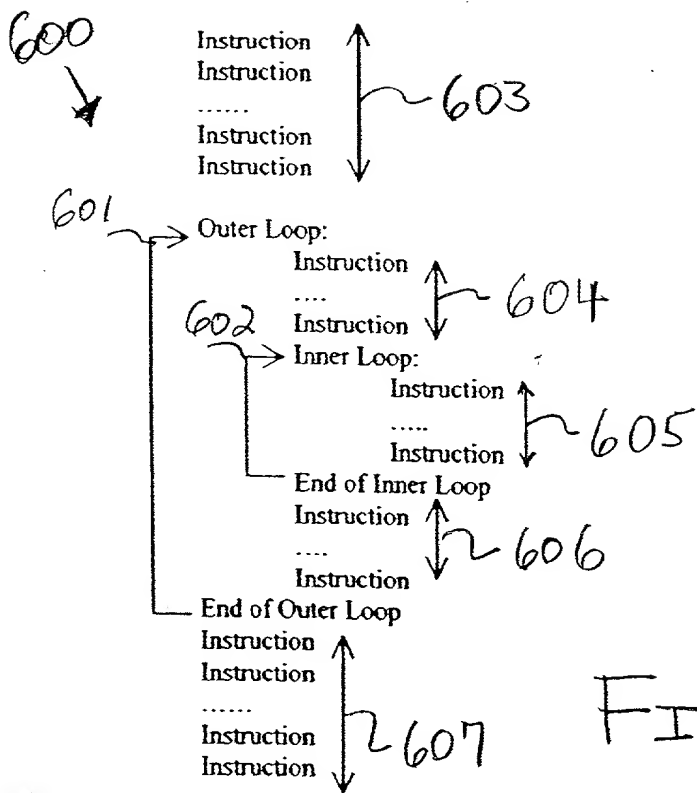 600
Instruction
Instruction
......
Instruction
Instruction
603
601
Outer Loop:
Instruction
....
Instruction
604
602
Inner Loop:
Instruction
.....
Instruction
605
End of Inner Loop
Instruction
....
Instruction
606
End of Outer Loop
Instruction
Instruction
......
Instruction
Instruction
607
FI